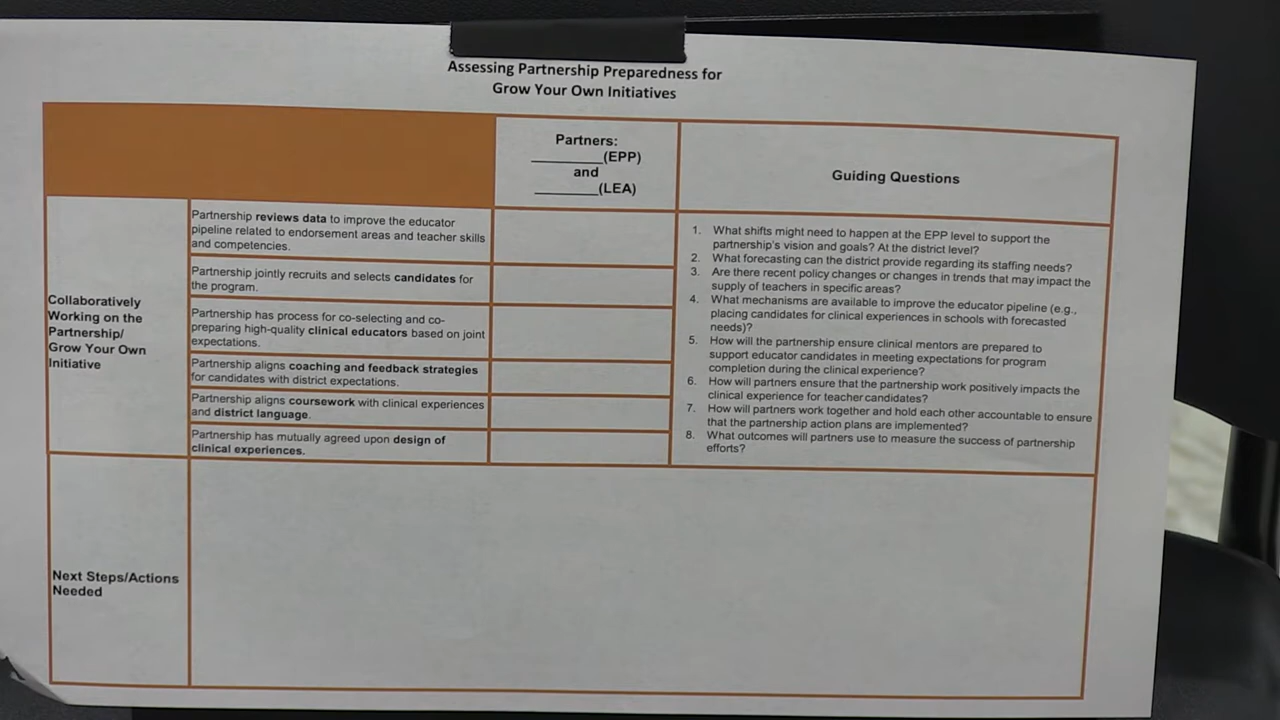 Assessing Partnership Preparedness for
Grow Your Own Initiatives
Partners:
________(EPP)
and
_______(LEA)
Guiding Questions
Collaboratively
Working on the
Partnership/
Grow Your Own
Initiative
Partnership reviews data to improve the educator
pipeline related to endorsement areas and teacher skills
and competencies.
Partnership jointly recruits and selects candidates for
the program.
Partnership has process for co-selecting and co-
preparing high-quality clinical educators based on joint
expectations.
Partnership aligns coaching and feedback strategies
for candidates with district expectations.
Partnership aligns coursework with clinical experiences
and district language.
Partnership has mutually agreed upon design of
clinical experiences.
1. What shifts might need to happen at the EPP level to support the
partnership's vision and goals? At the district level?
2. What forecasting can the district provide regarding its staffing needs?
3. Are there recent policy changes or changes in trends that may impact the
supply of teachers in specific areas?
4. What mechanisms are available to improve the educator pipeline (e.g.,
placing candidates for clinical experiences in schools with forecasted
needs)?
5. How will the partnership ensure clinical mentors are prepared to
support educator candidates in meeting expectations for program
completion during the clinical experience?
6. How will partners ensure that the partnership work positively impacts the
clinical experience for teacher candidates?
7. How will partners work together and hold each other accountable to ensure
that the partnership action plans are implemented?
8. What outcomes will partners use to measure the success of partnership
efforts?
Next Steps/Actions
Needed